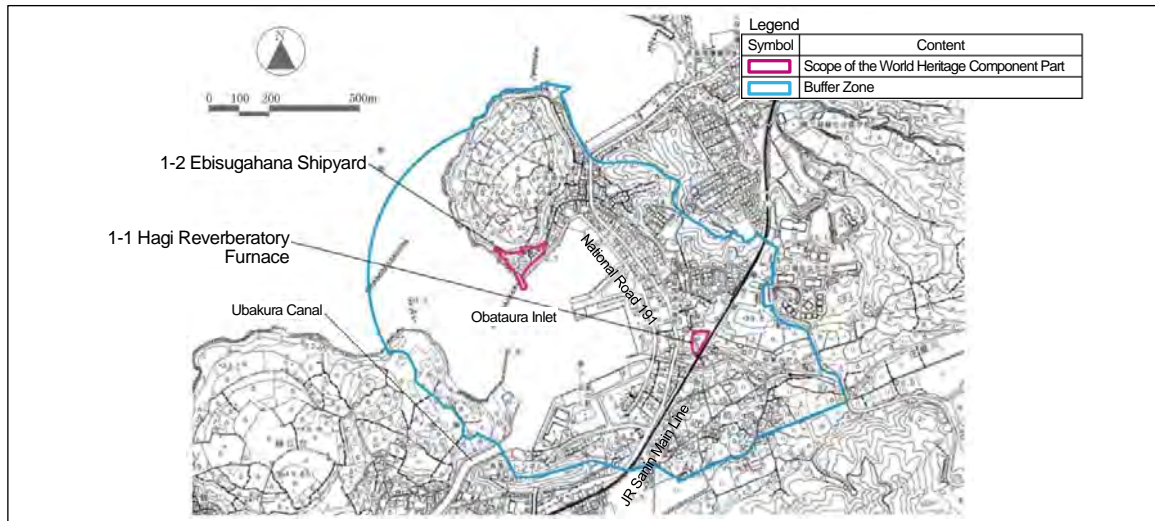 Legend
Symbol Content
Scope of the World Heritage Component Part
Buffer Zone
N
0 100 200 500m
1-2 Ebisugahana Shipyard
1-1 Hagi Reverberatory
Furnace
National Road 191
Ubakura Canal
Obataura Inlet
JR Sanin Main Line